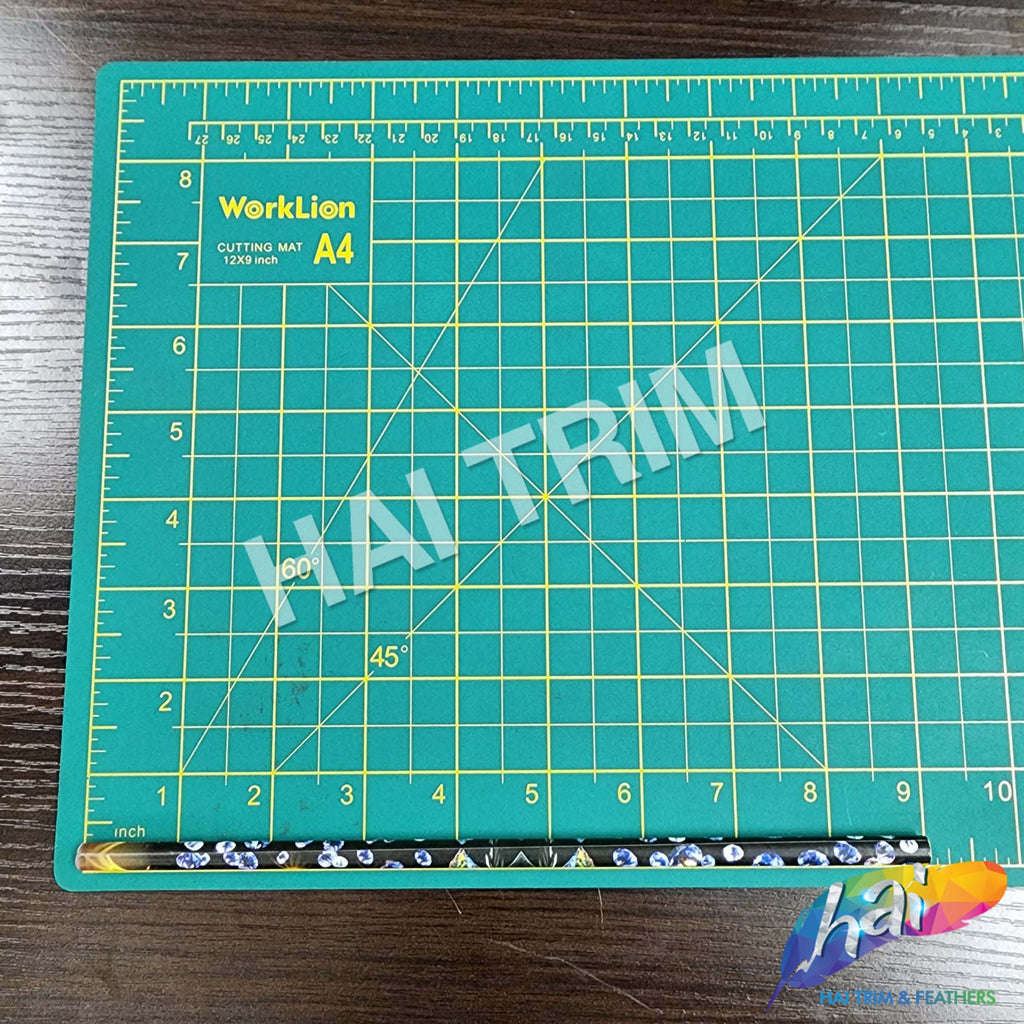 27 26 25 24 23 22 21 20 19 18 17 16 15 14 13 12 11 10 9 8 7 6 5 4 3
8
WorkLion
CUTTING MAT A4
12X9 inch
7
6
5
HAI TRIM
4
60°
3
45°
2
1 2 3 4 5 6 7 8 9 10
inch
hai
HAI TRIM & FEATHERS